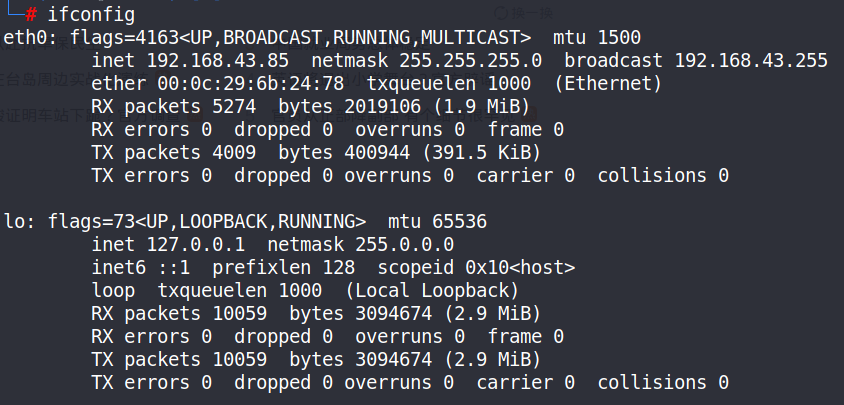 # ifconfig
eth0: flags=4163<UP,BROADCAST,RUNNING,MULTICAST>  mtu 1500
        inet 192.168.43.85  netmask 255.255.255.0  broadcast 192.168.43.255
        ether 00:0c:29:6b:24:78  txqueuelen 1000  (Ethernet)
        RX packets 5274  bytes 2019106 (1.9 MiB)
        RX errors 0  dropped 0  overruns 0  frame 0
        TX packets 4009  bytes 400944 (391.5 KiB)
        TX errors 0  dropped 0 overruns 0  carrier 0  collisions 0

lo: flags=73<UP,LOOPBACK,RUNNING>  mtu 65536
        inet 127.0.0.1  netmask 255.0.0.0
        inet6 ::1  prefixlen 128  scopeid 0x10<host>
        loop  txqueuelen 1000  (Local Loopback)
        RX packets 10059  bytes 3094674 (2.9 MiB)
        RX errors 0  dropped 0  overruns 0  frame 0
        TX packets 10059  bytes 3094674 (2.9 MiB)
        TX errors 0  dropped 0 overruns 0  carrier 0  collisions 0